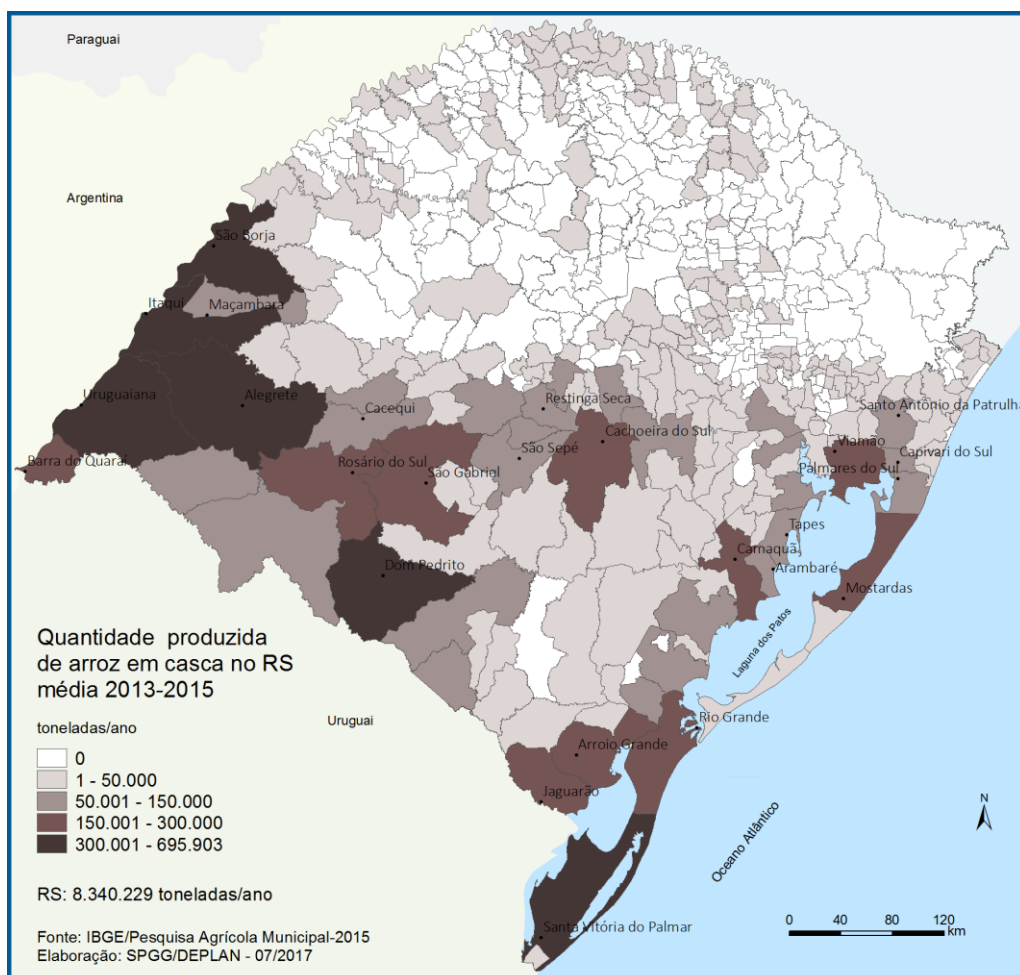 Paraguai
Argentina
São Borja
Itaqui
Maçambara
Uruguaiana
Alegrete
Cacequi
Restinga Seca
Santo Antônio da Patrulha
Cachoeira do Sul
Viamão
Barra do Quaraí
Rosário do Sul
São Sepé
Capivari do Sul
São Gabriel
Palmares do Sul
Tapes
Camaquã
Dom Pedrito
Arambaré
Mostardas
Laguna dos Patos
Quantidade produzida
de arroz em casca no RS
média 2013-2015
toneladas/ano
0
1 - 50.000
50.001 - 150.000
150.001 - 300.000
300.001 - 695.903
Uruguai
Rio Grande
Arroio Grande
Jaguarão
Oceano Atlântico
N
RS: 8.340.229 toneladas/ano
Santa Vitória do Palmar
0 40 80 120
km
Fonte: IBGE/Pesquisa Agrícola Municipal-2015
Elaboração: SPGG/DEPLAN - 07/2017